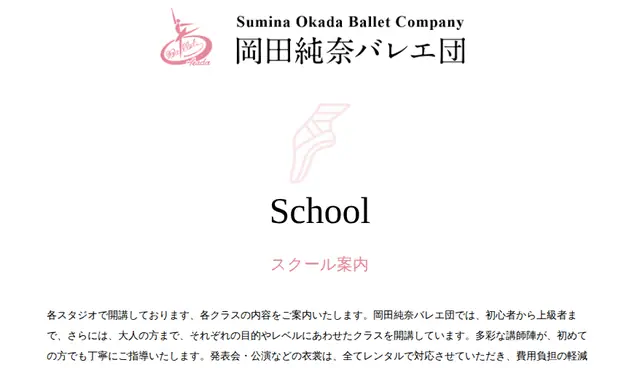 Sumina Okada Ballet Company
岡田純奈バレエ団
School
スクール案内
各スタジオで開講しております、各クラスの内容をご案内いたします。岡田純奈バレエ団では、初心者から上級者ま
で、さらには、大人の方まで、それぞれの目的やレベルにあわせたクラスを開講しています。多彩な講師陣が、初めて
の方でも丁寧にご指導いたします。発表会・公演などの衣裳は、全てレンタルで対応させていただき、費用負担の軽減